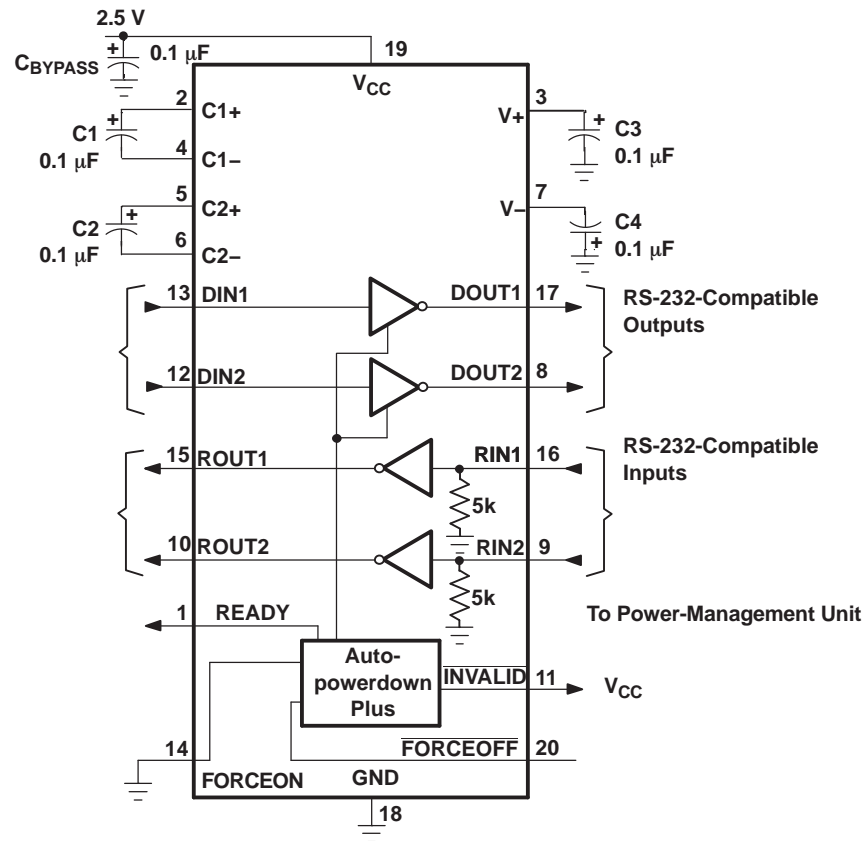 2.5 V
CBYPASS
+
0.1 μF
19
VCC
2
C1+
+
C1
0.1 μF
4
C1−
3
V+
+
C3
0.1 μF
5
C2+
+
C2
0.1 μF
6
C2−
7
V−
C4
+
0.1 μF
13
DIN1
DOUT1
17
RS-232-Compatible
Outputs
12
DIN2
DOUT2
8
15
ROUT1
RIN1
16
RS-232-Compatible
Inputs
5k
10
ROUT2
RIN2
9
5k
1
READY
To Power-Management Unit
Auto-
powerdown
Plus
INVALID
11
VCC
14
FORCEON
GND
FORCEOFF
20
18